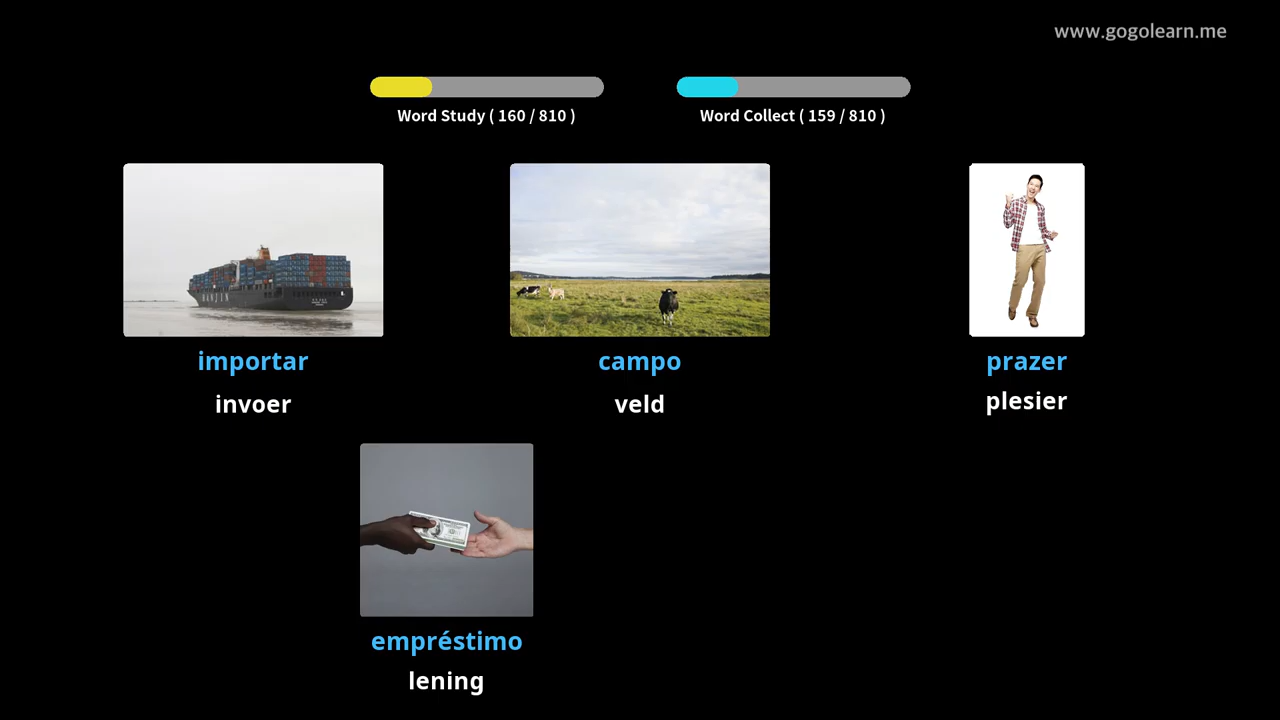 www.gogolearn.me
Word Study ( 160 / 810 )
Word Collect ( 159 / 810 )
importar
invoer
campo
veld
prazer
plesier
empréstimo
lening